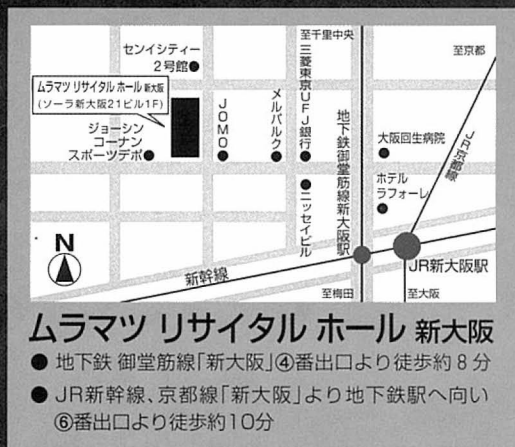 至千里中央
至京都
センイシティー
2号館
ムラマツ リサイタル ホール 新大阪
(ソーラ新大阪21ビル1F)
ジョーシン
コーナン
スポーツデポ
JOMO
メルパルク
三菱東京UFJ銀行
ニッセイビル
地下鉄御堂筋線新大阪駅
大阪回生病院
ホテル
ラフォーレ
JR京都線
N
新幹線
JR新大阪駅
至梅田
至大阪
ムラマツ リサイタル ホール 新大阪
● 地下鉄 御堂筋線「新大阪」④番出口より徒歩約8分
● JR新幹線、京都線「新大阪」より地下鉄駅へ向い
⑥番出口より徒歩約10分